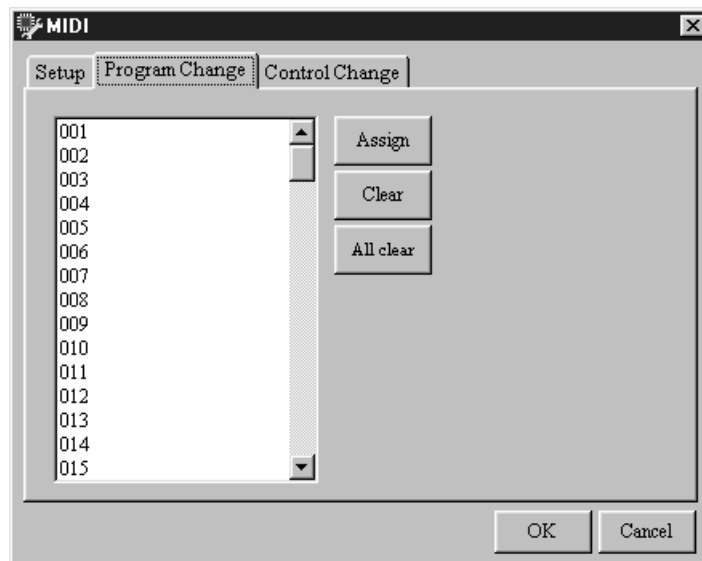 MIDI
Setup Program Change Control Change
001
002
003
004
005
006
007
008
009
010
011
012
013
014
015
Assign
Clear
All clear
OK Cancel